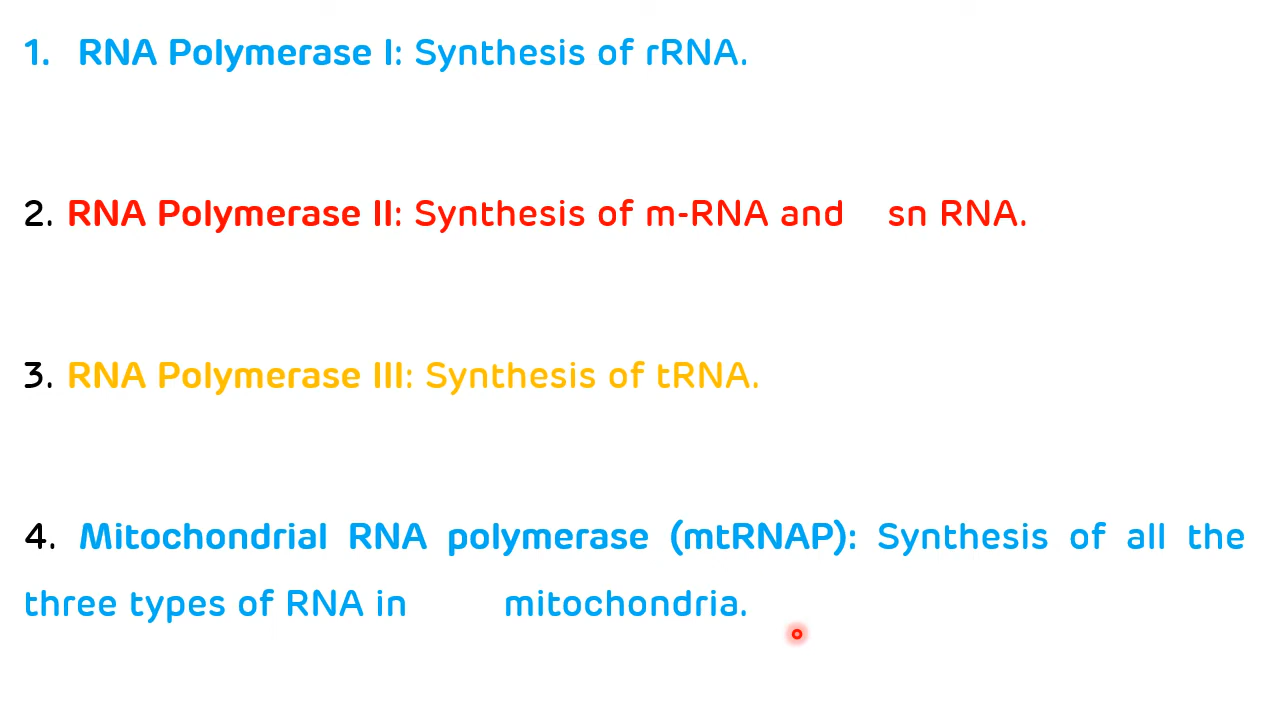 1. RNA Polymerase I: Synthesis of rRNA.
2. RNA Polymerase II: Synthesis of m-RNA and sn RNA.
3. RNA Polymerase III: Synthesis of tRNA.
4. Mitochondrial RNA polymerase (mtRNAP): Synthesis of all the
three types of RNA in mitochondria.